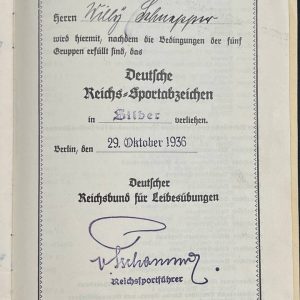 Herrn Willy Schnepper
wird hiermit, nachdem die Bedingungen der fünf
Gruppen erfüllt sind, das
Deutsche
Reichs-Sportabzeichen
in Silber verliehen.
Berlin, den 29. Oktober 1936
Deutscher
Reichsbund für Leibesübungen
v. Tschammer
Reichssportführer